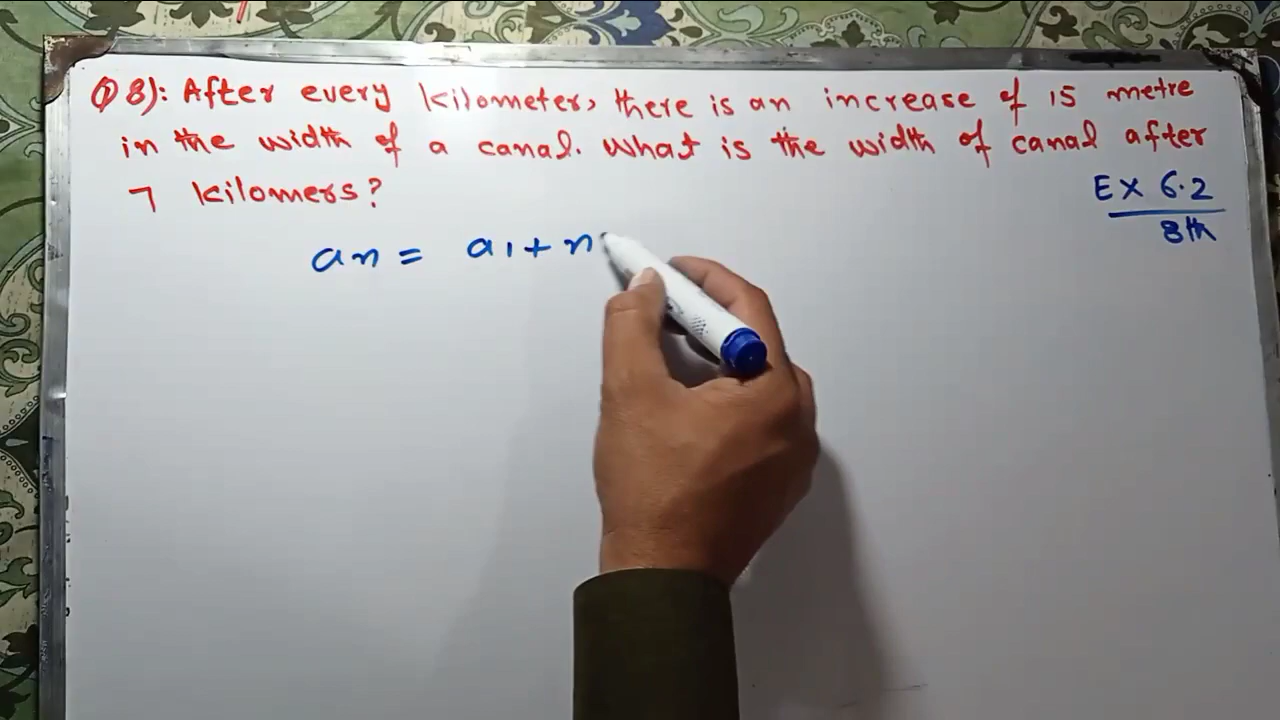 Q8): After every kilometer, there is an increase of 15 metre
in the width of a canal. What is the width of canal after
7 kilomers?
EX 6.2
8th
an = a1 + n